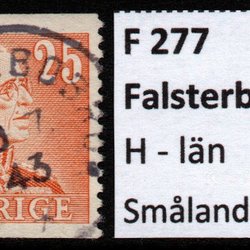 25
RIGE
F 277
Falsterb
H - län
Småland